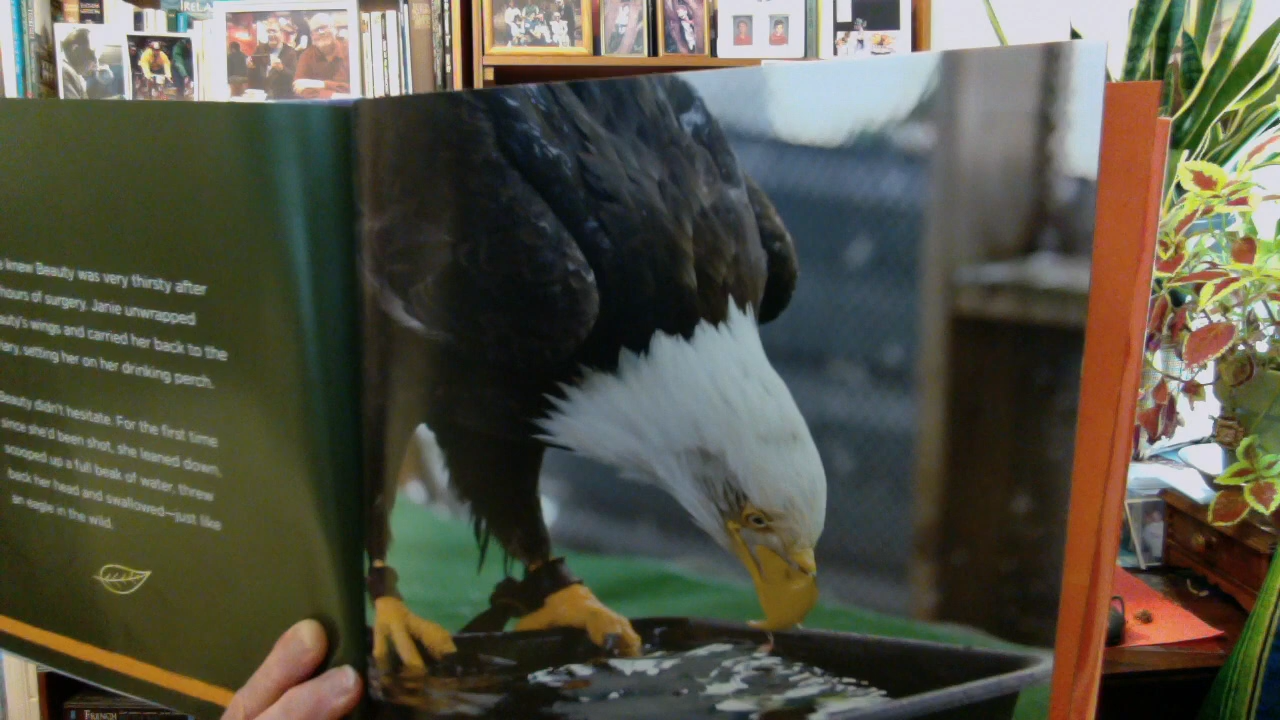 IRELAND
knew Beauty was very thirsty after
hours of surgery. Janie unwrapped
wings and carried her back to the
setting her on her drinking perch.
Beauty didn't hesitate. For the first time
since she'd been shot, she leaned down,
scooped up a full beak of water, threw
back her head and swallowed—just like
an eagle in the wild.